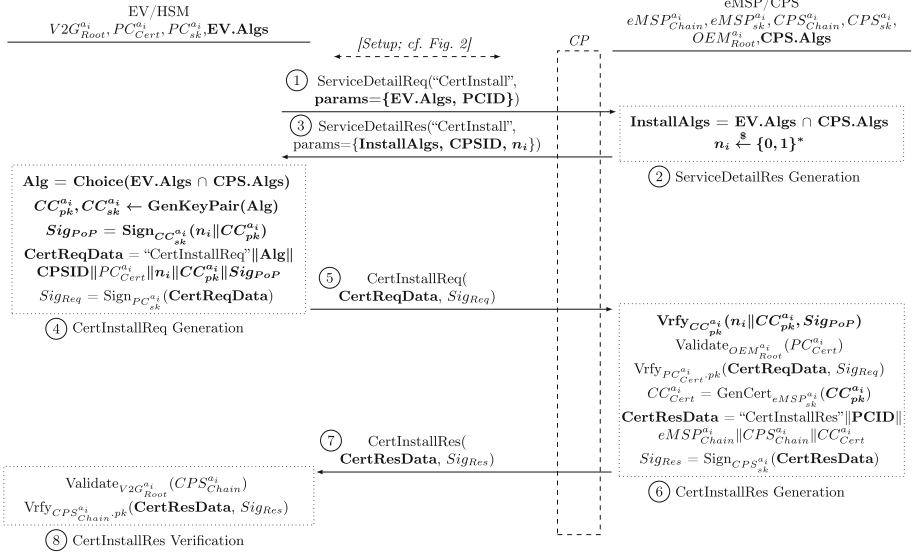 EV/HSM
V2G^{a_i}_{Root}, PC^{a_i}_{Cert}, PC^{a_i}_{sk}, EV.Algs
eMSP/CPS
eMSP^{a_i}_{Chain}, eMSP^{a_i}_{sk}, CPS^{a_i}_{Chain}, CPS^{a_i}_{sk},
OEM^{a_i}_{Root}, CPS.Algs
[Setup; cf. Fig. 2]
CP
1 ServiceDetailReq(“CertInstall”,
params={EV.Algs, PCID})
InstallAlgs = EV.Algs ∩ CPS.Algs
n_i ←$ {0, 1}*
2 ServiceDetailRes Generation
3 ServiceDetailRes(“CertInstall”,
params={InstallAlgs, CPSID, n_i})
Alg = Choice(EV.Algs ∩ CPS.Algs)
CC^{a_i}_{pk}, CC^{a_i}_{sk} ← GenKeyPair(Alg)
Sig_{PoP} = Sign_{CC^{a_i}_{sk}}(n_i||CC^{a_i}_{pk})
CertReqData = “CertInstallReq”||Alg||
CPSID||PC^{a_i}_{Cert}||n_i||CC^{a_i}_{pk}||Sig_{PoP}
Sig_{Req} = Sign_{PC^{a_i}_{sk}}(CertReqData)
4 CertInstallReq Generation
5 CertInstallReq(
CertReqData, Sig_{Req})
Vrfy_{CC^{a_i}_{pk}}(n_i||CC^{a_i}_{pk}, Sig_{PoP})
Validate_{OEM^{a_i}_{Root}}(PC^{a_i}_{Cert})
Vrfy_{PC^{a_i}_{Cert}.pk}(CertReqData, Sig_{Req})
CC^{a_i}_{Cert} = GenCert_{eMSP^{a_i}_{sk}}(CC^{a_i}_{pk})
CertResData = “CertInstallRes”||PCID||
eMSP^{a_i}_{Chain}||CPS^{a_i}_{Chain}||CC^{a_i}_{Cert}
Sig_{Res} = Sign_{CPS^{a_i}_{sk}}(CertResData)
6 CertInstallRes Generation
7 CertInstallRes(
CertResData, Sig_{Res})
Validate_{V2G^{a_i}_{Root}}(CPS^{a_i}_{Chain})
Vrfy_{CPS^{a_i}_{Chain}.pk}(CertResData, Sig_{Res})
8 CertInstallRes Verification